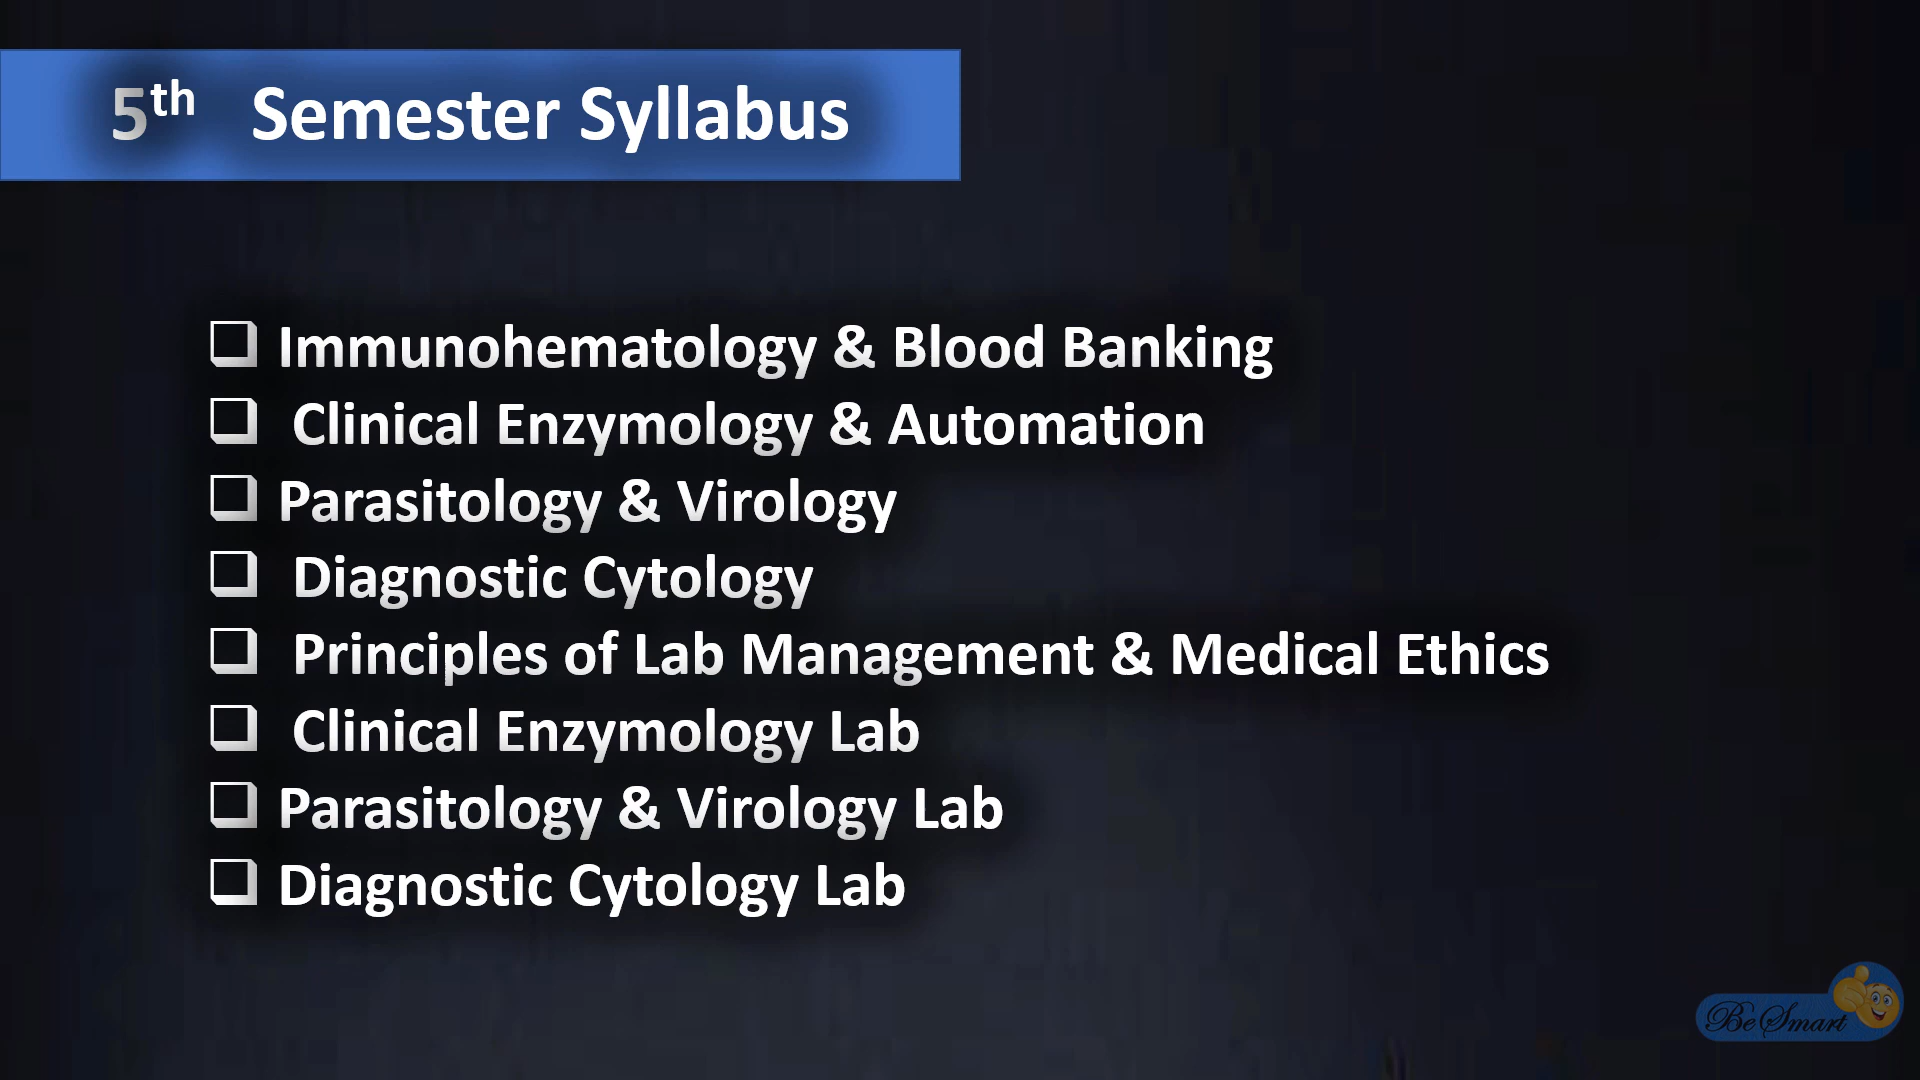 5th Semester Syllabus
Immunohematology & Blood Banking
Clinical Enzymology & Automation
Parasitology & Virology
Diagnostic Cytology
Principles of Lab Management & Medical Ethics
Clinical Enzymology Lab
Parasitology & Virology Lab
Diagnostic Cytology Lab
Be Smart